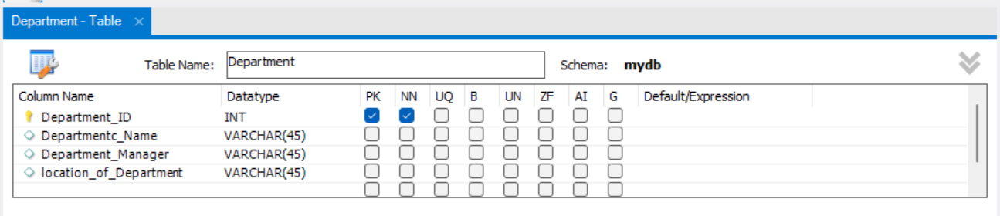 Department - Table ×
Table Name: Department Schema: mydb
Column Name Datatype PK NN UQ B UN ZF AI G Default/Expression
Department_ID INT
Departmentc_Name VARCHAR(45)
Department_Manager VARCHAR(45)
location_of_Department VARCHAR(45)